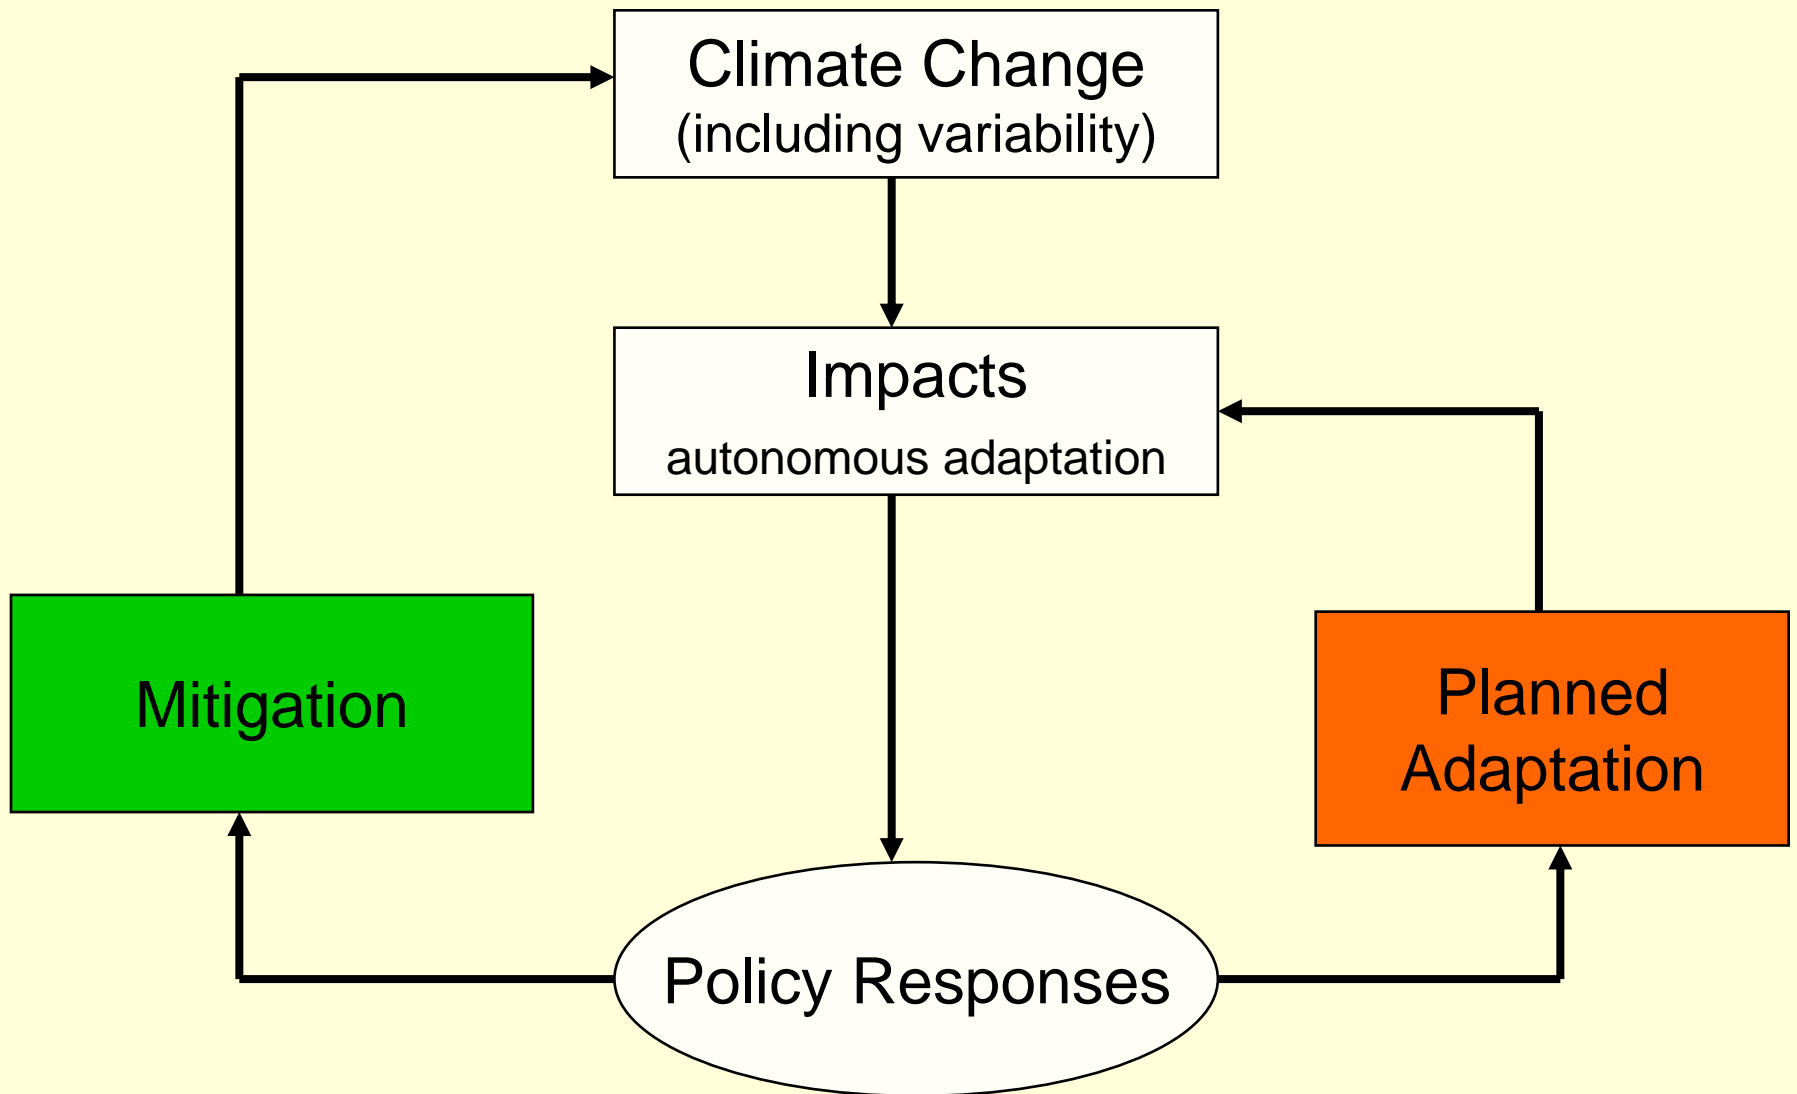 Climate Change
(including variability)
Impacts
autonomous adaptation
Mitigation
Planned
Adaptation
Policy Responses